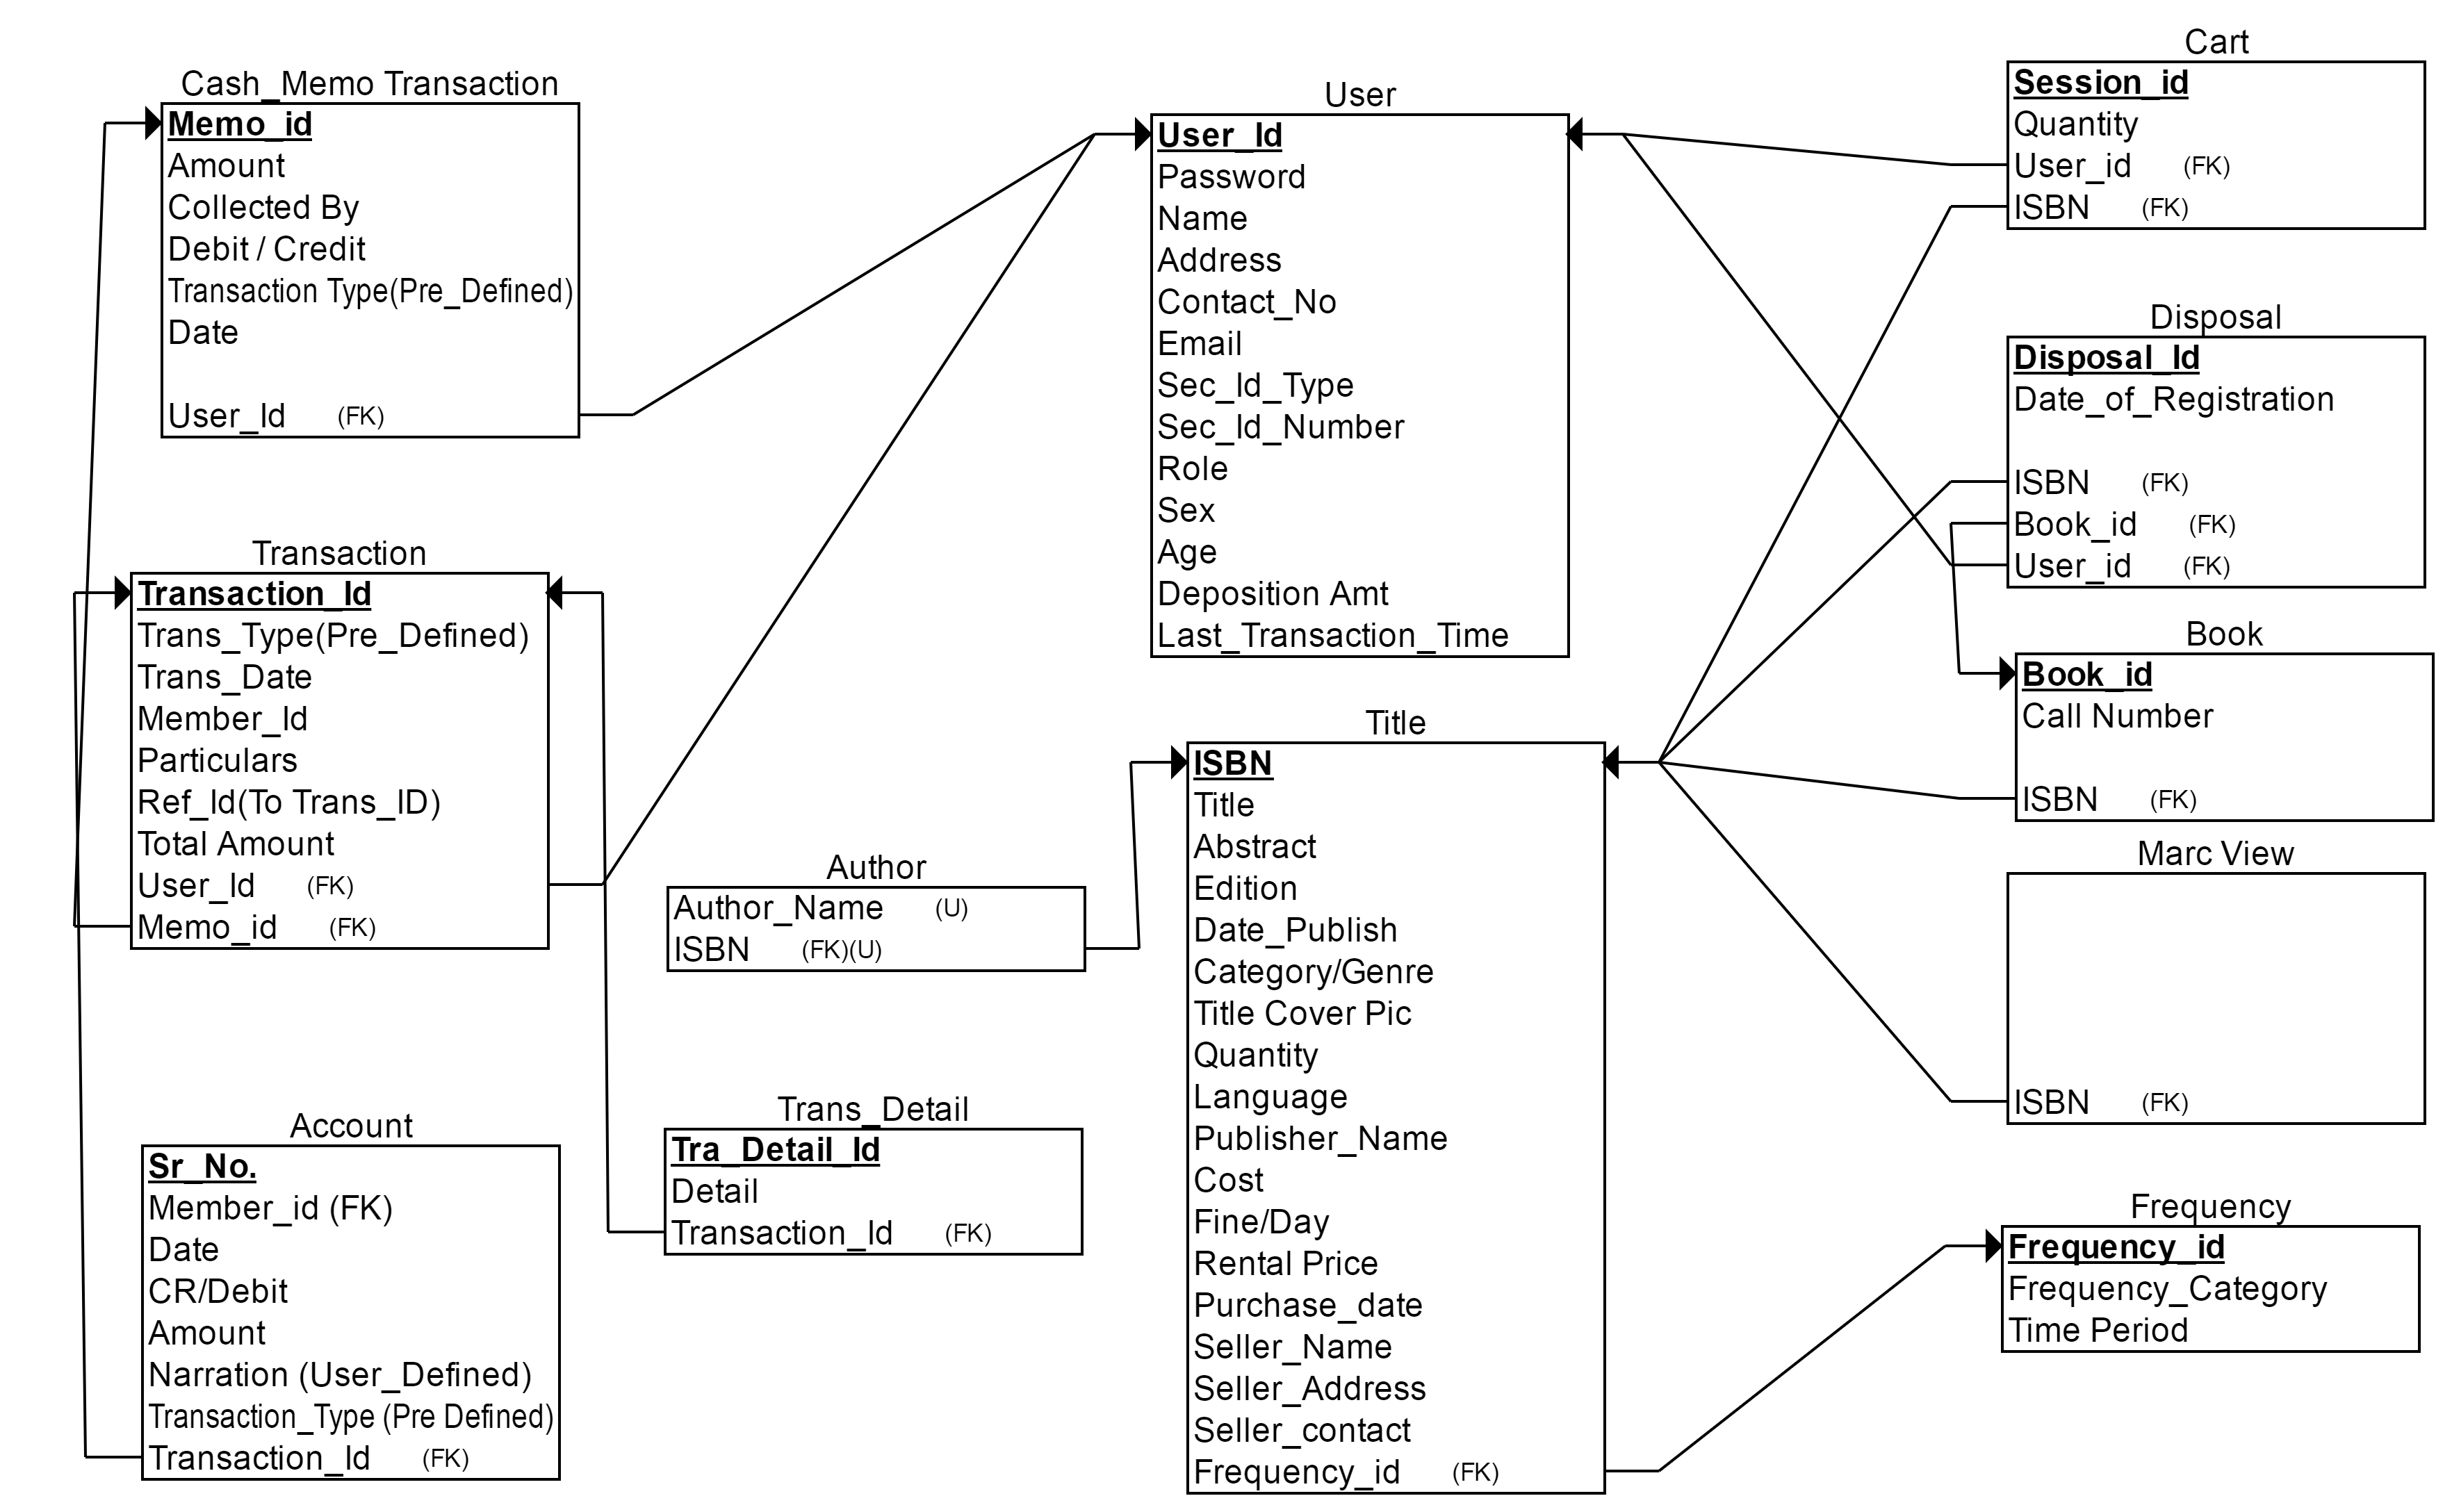 Cash_Memo Transaction
Memo_id
Amount
Collected By
Debit / Credit
Transaction Type(Pre_Defined)
Date
User_Id (FK)
Transaction
Transaction_Id
Trans_Type(Pre_Defined)
Trans_Date
Member_Id
Particulars
Ref_Id(To Trans_ID)
Total Amount
User_Id (FK)
Memo_id (FK)
Account
Sr_No.
Member_id (FK)
Date
CR/Debit
Amount
Narration (User_Defined)
Transaction_Type (Pre Defined)
Transaction_Id (FK)
Author
Author_Name (U)
ISBN (FK)(U)
Trans_Detail
Tra_Detail_Id
Detail
Transaction_Id (FK)
User
User_Id
Password
Name
Address
Contact_No
Email
Sec_Id_Type
Sec_Id_Number
Role
Sex
Age
Deposition Amt
Last_Transaction_Time
Title
ISBN
Title
Abstract
Edition
Date_Publish
Category/Genre
Title Cover Pic
Quantity
Language
Publisher_Name
Cost
Fine/Day
Rental Price
Purchase_date
Seller_Name
Seller_Address
Seller_contact
Frequency_id (FK)
Cart
Session_id
Quantity
User_id (FK)
ISBN (FK)
Disposal
Disposal_Id
Date_of_Registration
ISBN (FK)
Book_id (FK)
User_id (FK)
Book
Book_id
Call Number
ISBN (FK)
Marc View
ISBN (FK)
Frequency
Frequency_id
Frequency_Category
Time Period